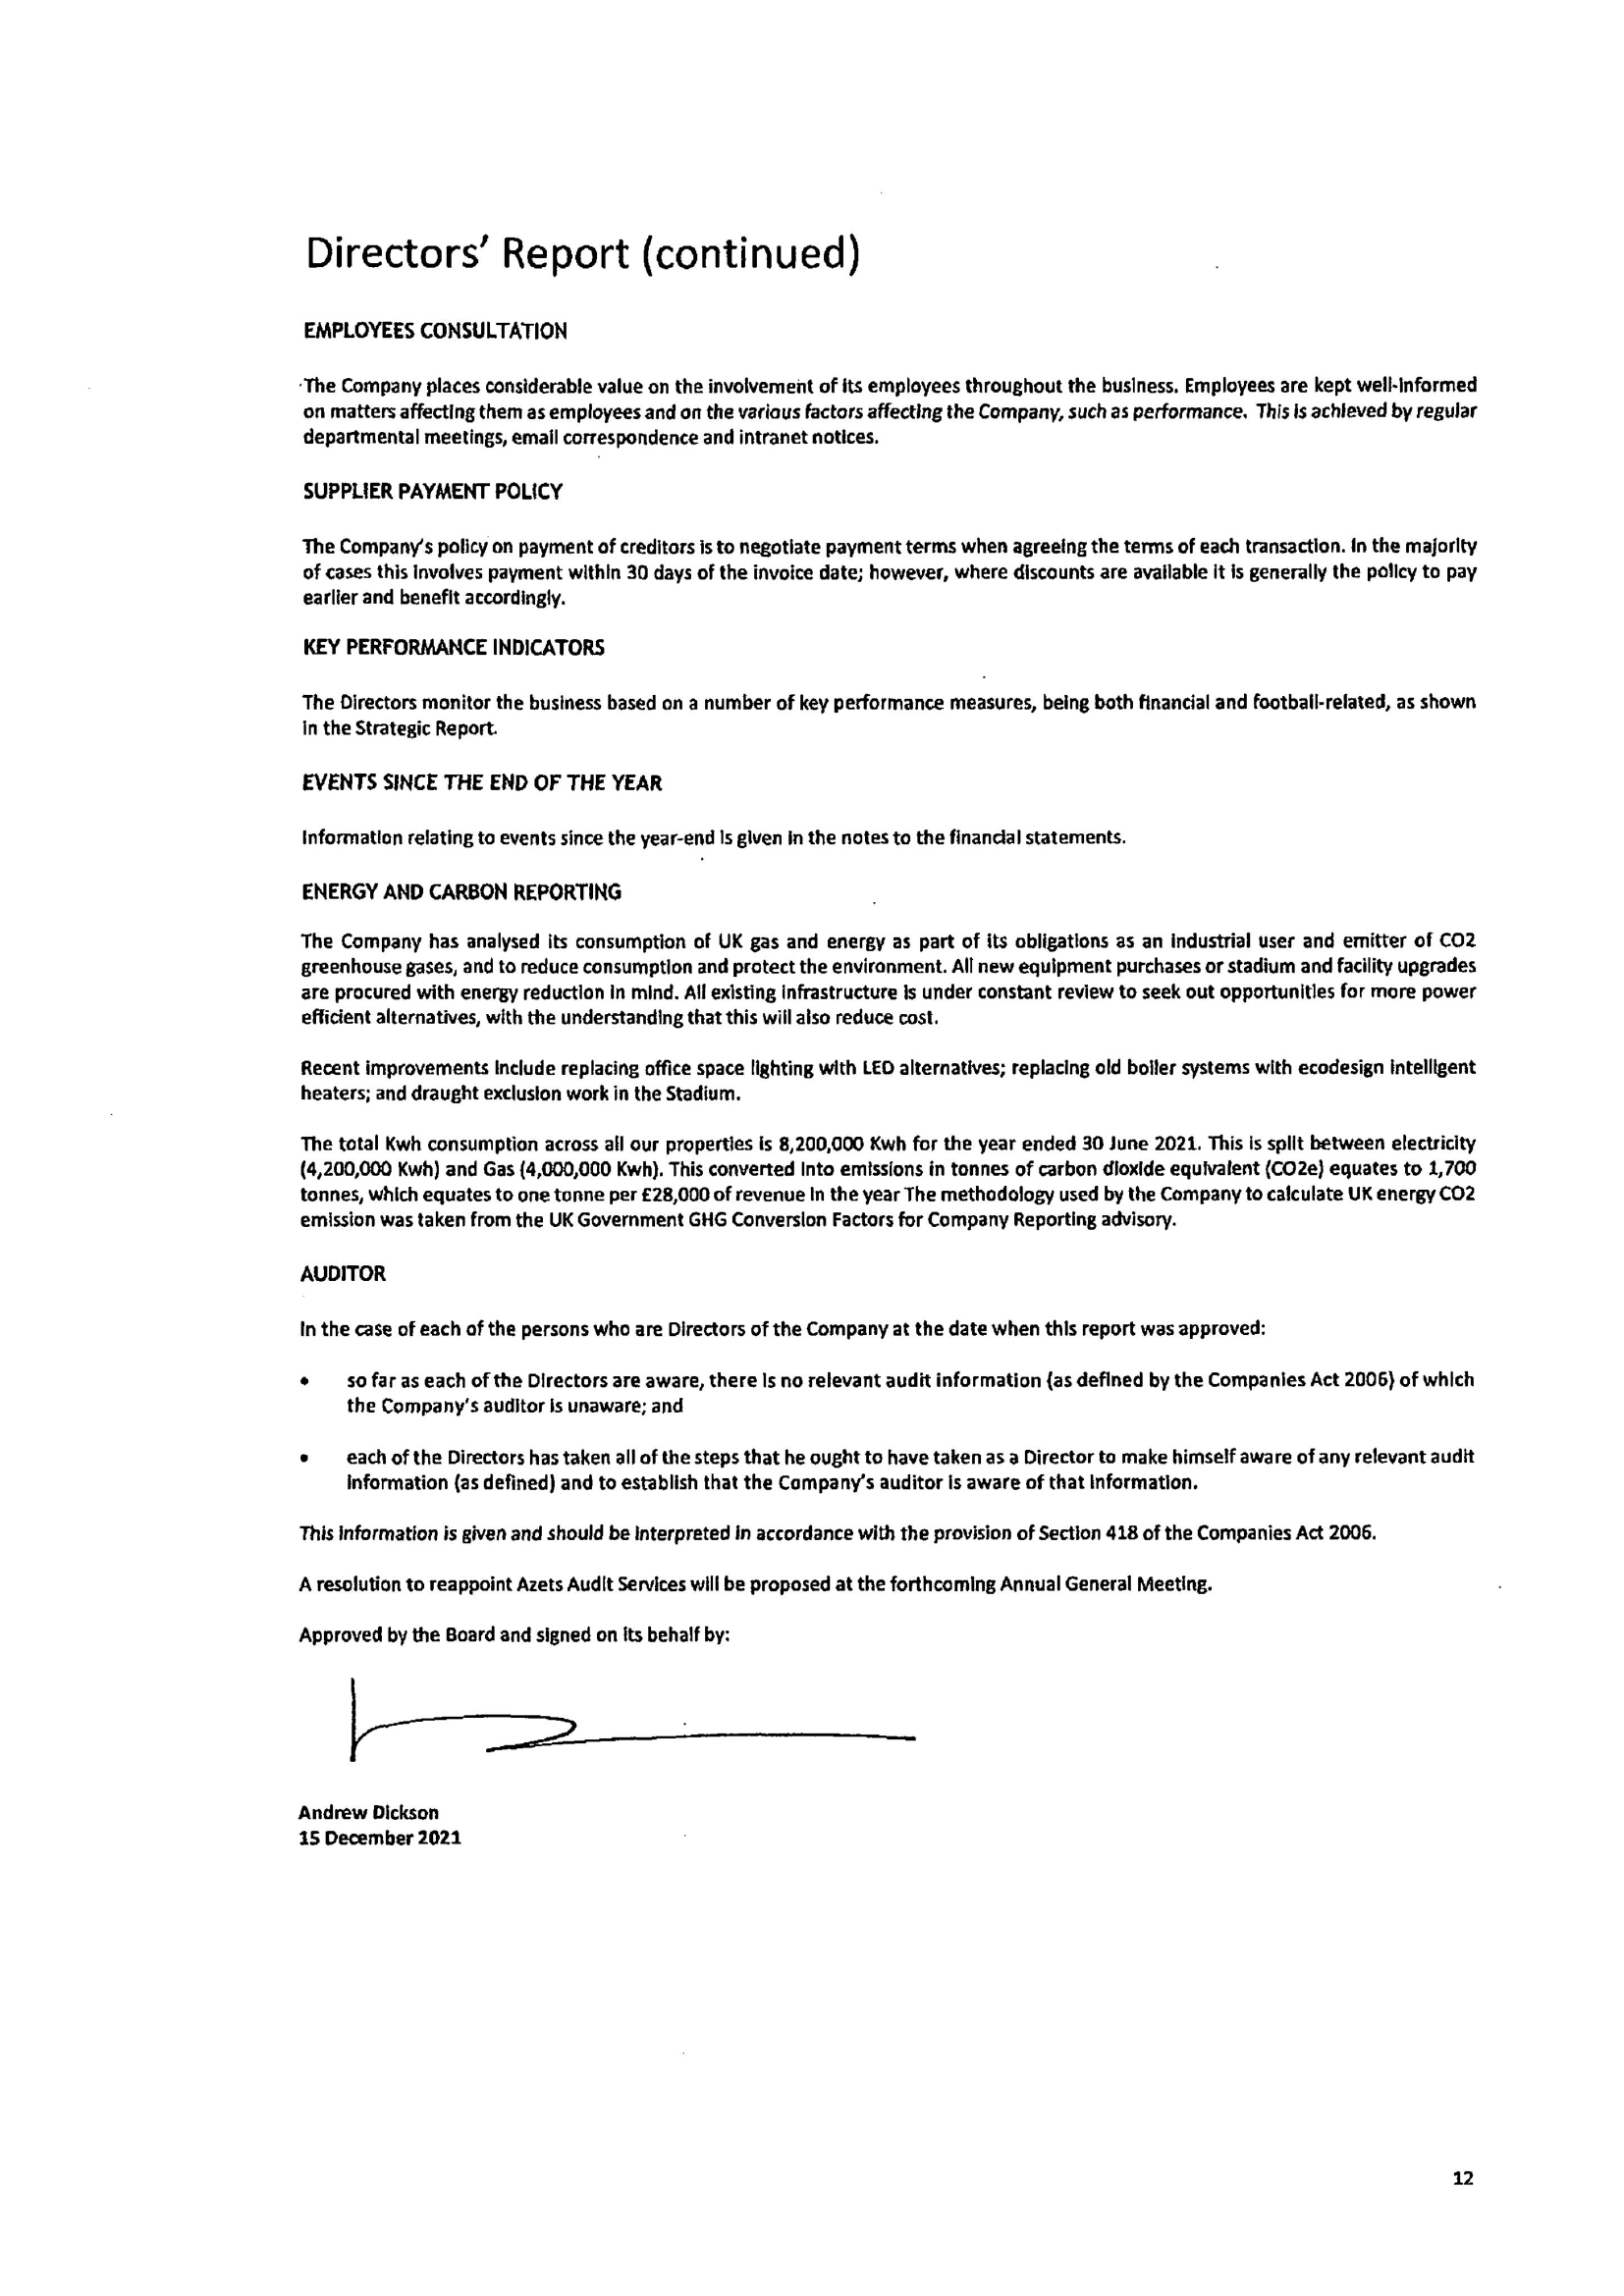 Directors' Report (continued)
EMPLOYEES CONSULTATION
The Company places considerable value on the involvement of its employees throughout the business. Employees are kept well-informed
on matters affecting them as employees and on the various factors affecting the Company, such as performance. This is achieved by regular
departmental meetings, email correspondence and intranet notices.
SUPPLIER PAYMENT POLICY
The Company's policy on payment of creditors is to negotiate payment terms when agreeing the terms of each transaction. In the majority
of cases this involves payment within 30 days of the invoice date; however, where discounts are available it is generally the policy to pay
earlier and benefit accordingly.
KEY PERFORMANCE INDICATORS
The Directors monitor the business based on a number of key performance measures, being both financial and football-related, as shown
in the Strategic Report.
EVENTS SINCE THE END OF THE YEAR
Information relating to events since the year-end is given in the notes to the financial statements.
ENERGY AND CARBON REPORTING
The Company has analysed its consumption of UK gas and energy as part of its obligations as an industrial user and emitter of CO2
greenhouse gases, and to reduce consumption and protect the environment. All new equipment purchases or stadium and facility upgrades
are procured with energy reduction in mind. All existing infrastructure is under constant review to seek out opportunities for more power
efficient alternatives, with the understanding that this will also reduce cost.
Recent improvements include replacing office space lighting with LED alternatives; replacing old boiler systems with ecodesign intelligent
heaters; and draught exclusion work in the Stadium.
The total Kwh consumption across all our properties is 8,200,000 Kwh for the year ended 30 June 2021. This is split between electricity
(4,200,000 Kwh) and Gas (4,000,000 Kwh). This converted into emissions in tonnes of carbon dioxide equivalent (CO2e) equates to 1,700
tonnes, which equates to one tonne per £28,000 of revenue in the year The methodology used by the Company to calculate UK energy CO2
emission was taken from the UK Government GHG Conversion Factors for Company Reporting advisory.
AUDITOR
In the case of each of the persons who are Directors of the Company at the date when this report was approved:
• so far as each of the Directors are aware, there is no relevant audit information (as defined by the Companies Act 2006) of which
the Company's auditor is unaware; and
• each of the Directors has taken all of the steps that he ought to have taken as a Director to make himself aware of any relevant audit
information (as defined) and to establish that the Company's auditor is aware of that information.
This information is given and should be interpreted in accordance with the provision of Section 418 of the Companies Act 2006.
A resolution to reappoint Azets Audit Services will be proposed at the forthcoming Annual General Meeting.
Approved by the Board and signed on its behalf by:
Andrew Dickson
15 December 2021
12